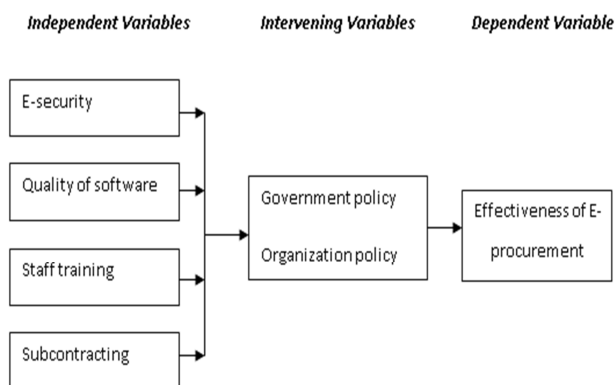 Independent Variables
Intervening Variables
Dependent Variable
E-security
Quality of software
Staff training
Subcontracting
Government policy
Organization policy
Effectiveness of E-
procurement